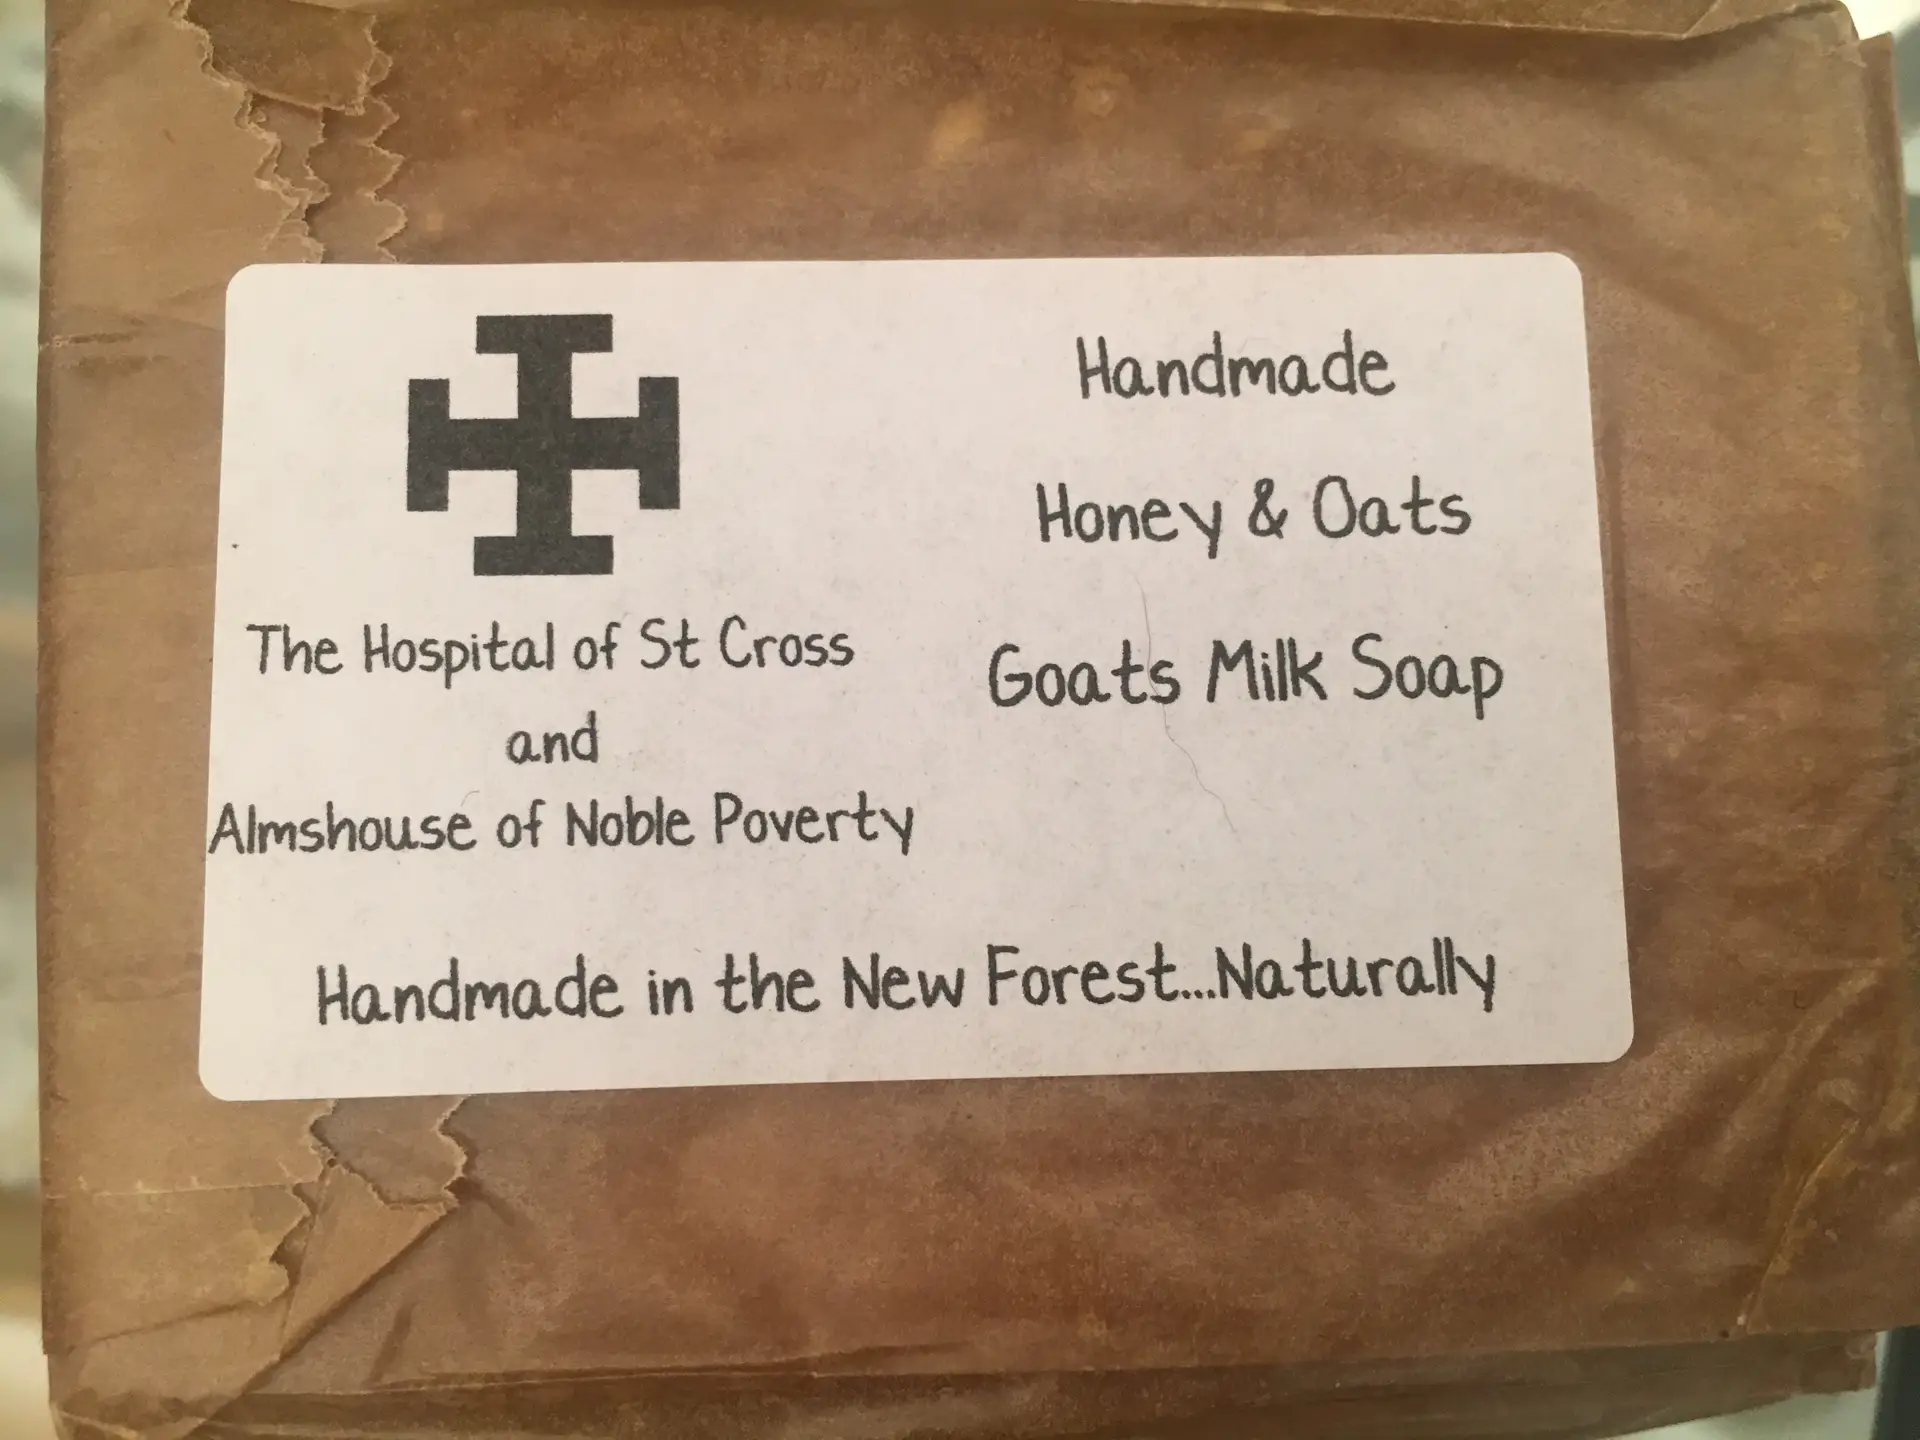 The Hospital of St Cross
and
Almshouse of Noble Poverty
Handmade
Honey & Oats
Goats Milk Soap
Handmade in the New Forest...Naturally